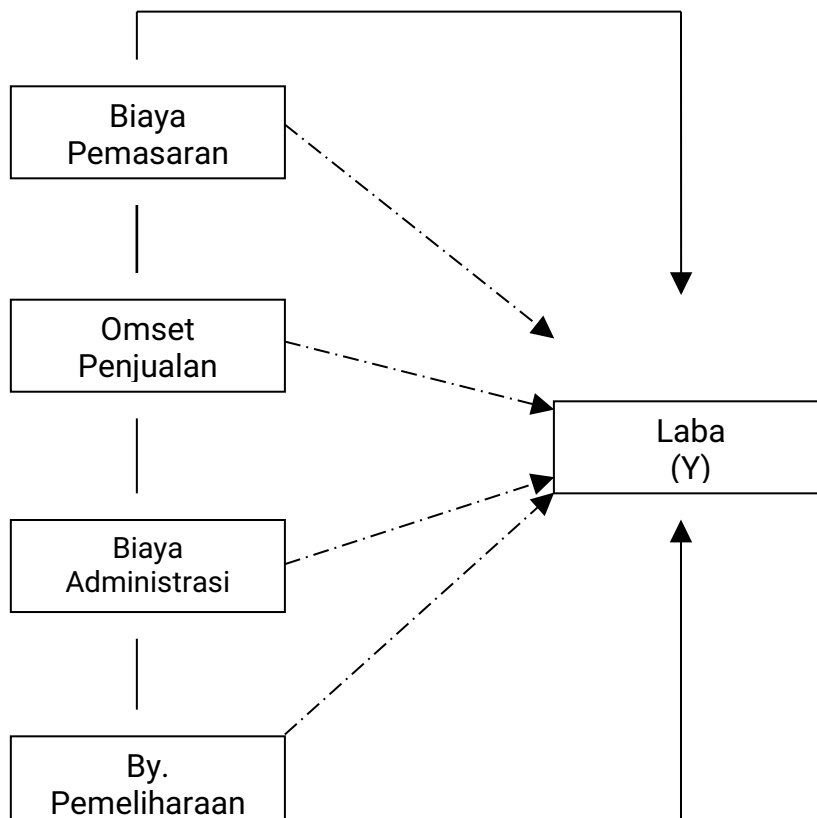 Biaya
Pemasaran
Omset
Penjualan
Laba
(Y)
Biaya
Administrasi
By.
Pemeliharaan